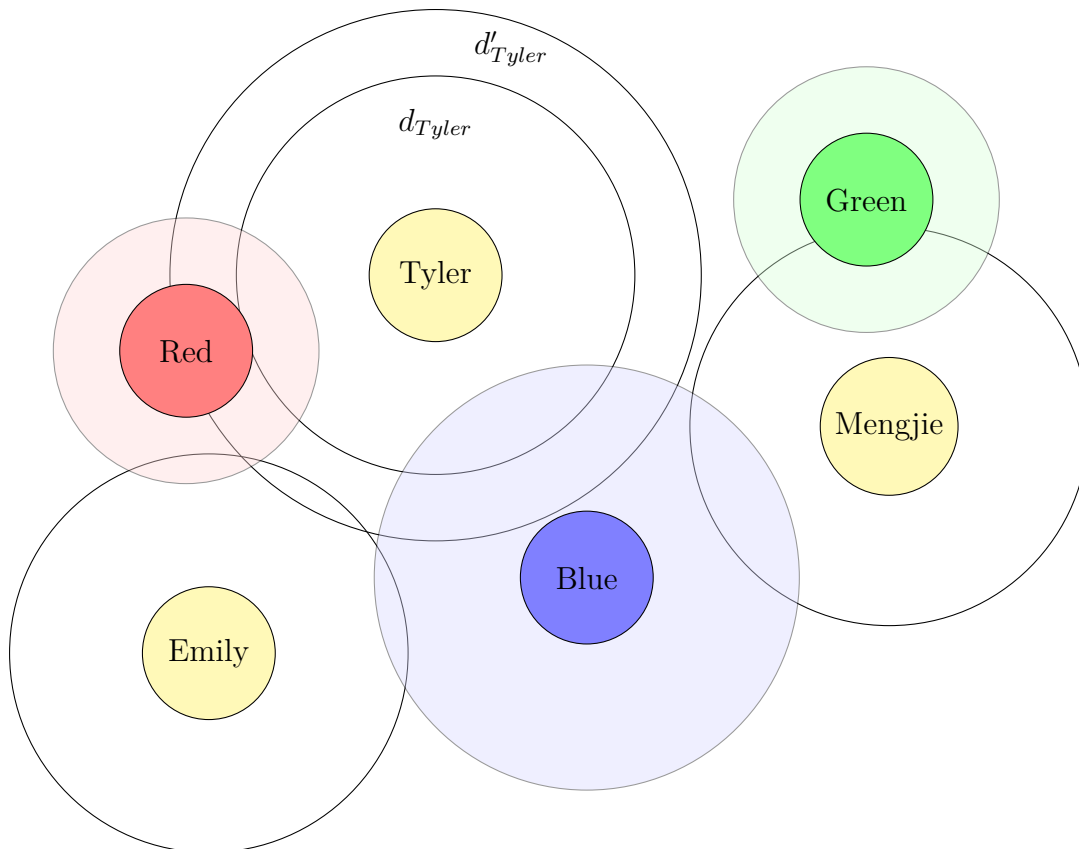 d'_{Tyler}
d_{Tyler}
Green
Tyler
Red
Mengjie
Blue
Emily